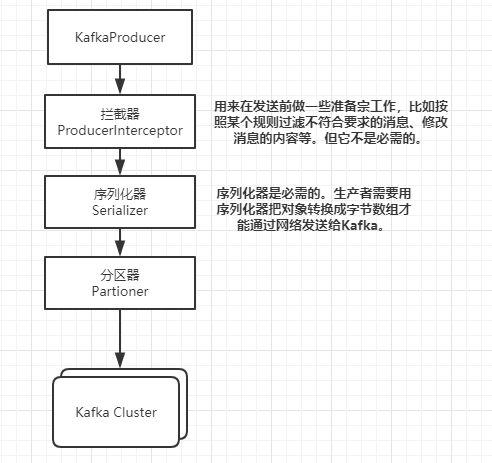 KafkaProducer
拦截器
ProducerInterceptor
用来在发送前做一些准备宗工作，比如按
照某个规则过滤不符合要求的消息、修改
消息的内容等。但它不是必需的。
序列化器
Serializer
序列化器是必需的。生产者需要用
序列化器把对象转换成字节数组才
能通过网络发送给Kafka。
分区器
Partioner
Kafka Cluster